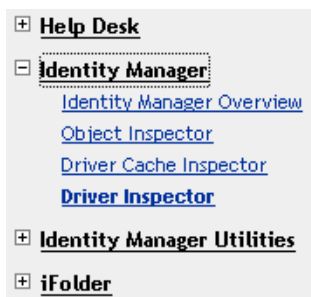 Help Desk
Identity Manager
Identity Manager Overview
Object Inspector
Driver Cache Inspector
Driver Inspector
Identity Manager Utilities
iFolder